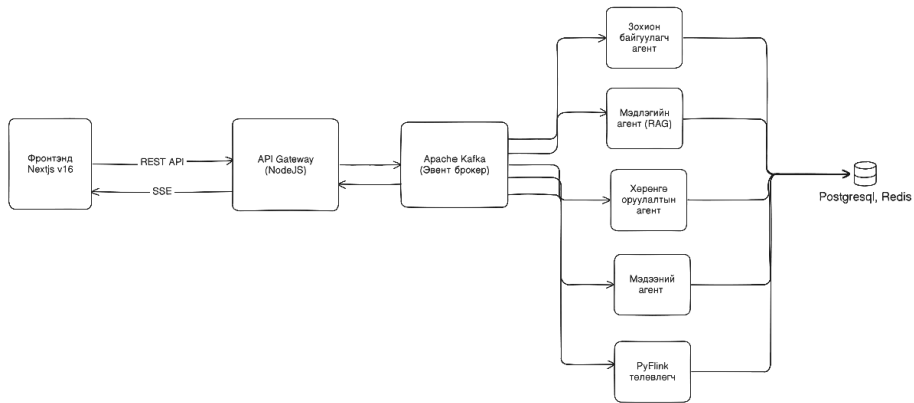 Фронтэнд
Nextjs v16
REST API
SSE
API Gateway
(NodeJS)
Apache Kafka
(Эвент брокер)
Зохион
байгуулагч
агент
Мэдлэгийн
агент (RAG)
Хөрөнгө
оруулалтын
агент
Мэдээний
агент
PyFlink
төлөвлөгч
Postgresql, Redis